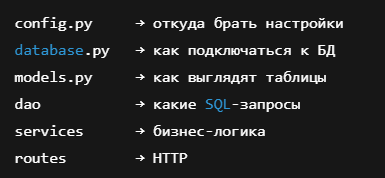 config.py → откуда брать настройки
database.py → как подключаться к БД
models.py → как выглядят таблицы
dao → какие SQL-запросы
services → бизнес-логика
routes → HTTP